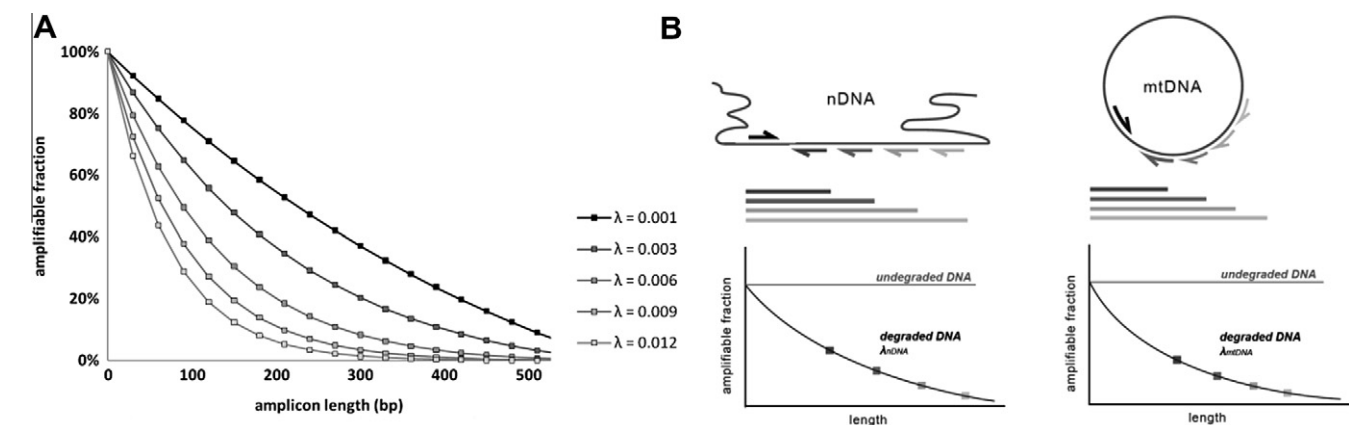 A
100%
80%
60%
40%
20%
0%
0
100
200
300
400
500
amplifiable fraction
amplicon length (bp)
λ = 0.001
λ = 0.003
λ = 0.006
λ = 0.009
λ = 0.012
B
nDNA
mtDNA
undegraded DNA
degraded DNA
λnDNA
amplifiable fraction
length
undegraded DNA
degraded DNA
λmtDNA
amplifiable fraction
length